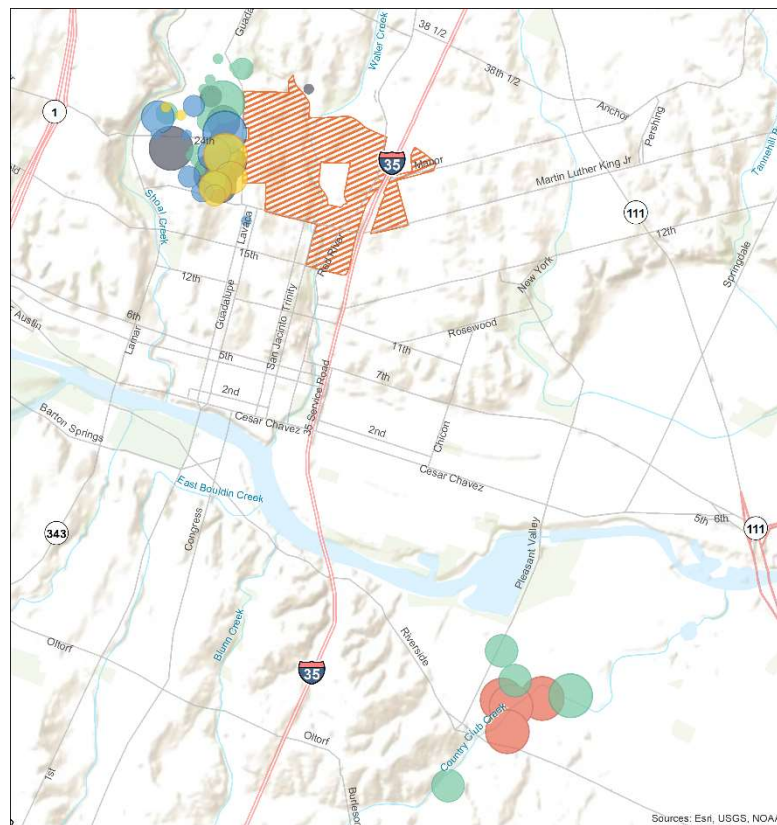 38 1/2
Guada
Waller Creek
38th 1/2
Anchor
Pershing
Tannehill B
1
24th
35
Manor
Martin Luther King Jr
old
Shoal Creek
Lavaca
111
12th
15th
Red River
Springdale
12th
Guadalupe
San Jacinto
Trinity
New York
Austin
6th
Lamar
5th
11th
Rosewood
7th
2nd
35 Service Road
Barton Springs
Cesar Chavez
2nd
Chicon
Cesar Chavez
East Bouldin Creek
343
Congress
5th
6th
111
Pleasant Valley
Blunn Creek
Riverside
Oltorf
35
Country Club Creek
Oltorf
1st
Burleson
Sources: Esri, USGS, NOAA